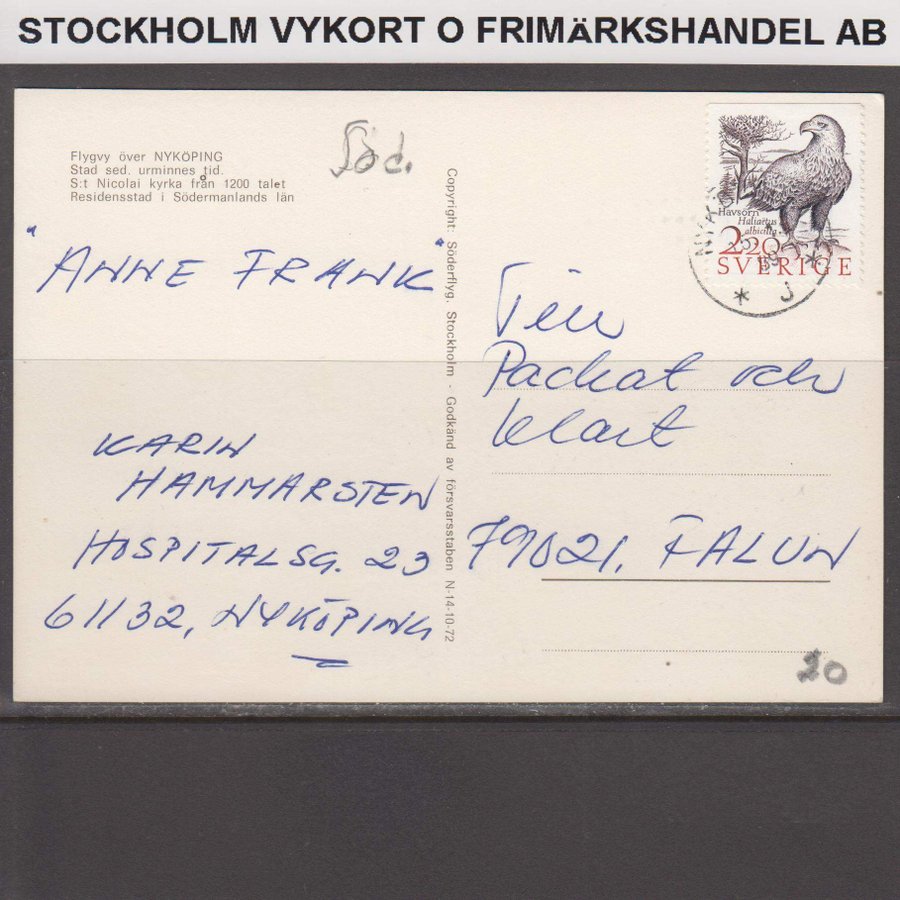 STOCKHOLM VYKORT O FRIMÄRKSHANDEL AB
Flygvy över NYKÖPING
Stad sed. urminnes tid.
S:t Nicolai kyrka från 1200 talet
Residensstad i Södermanlands län
Söd.
"ANNE FRANK"
KARIN
HAMMARSTEN
HOSPITALSG. 23
61132, NYKÖPING
Copyright: Söderflyg. Stockholm - Godkänd av försvarsstaben N-14-10-72
Havsörn
Haliaetus
albicilla
2.20
SVERIGE
* J *
Till
Packat och
klart
79021, FALUN
20